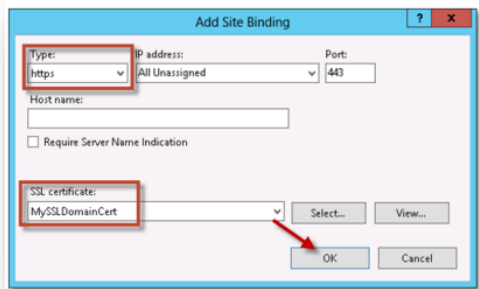 Add Site Binding
? x
Type: IP address: Port:
https All Unassigned 443
Host name:
Require Server Name Indication
SSL certificate:
MySSLDomainCert Select... View...
OK Cancel